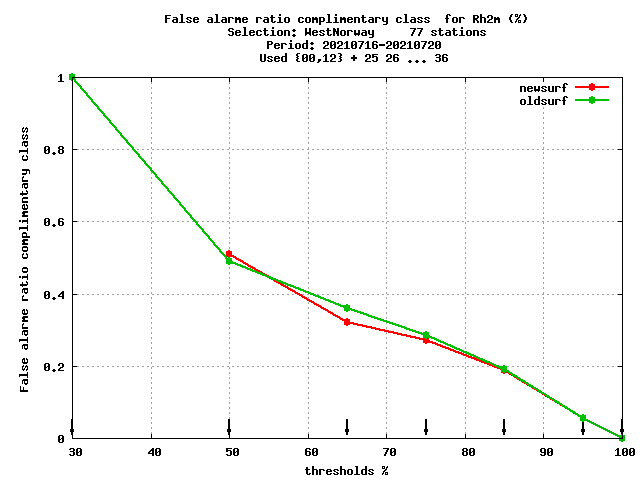 False alarme ratio complimentary class  for Rh2m (%)
Selection: WestNorway     77 stations
Period: 20210716-20210720
Used {00,12} + 25 26 ... 36
newsurf
oldsurf
False alarme ratio complimentary class
1
0.8
0.6
0.4
0.2
0
30 40 50 60 70 80 90 100
thresholds %